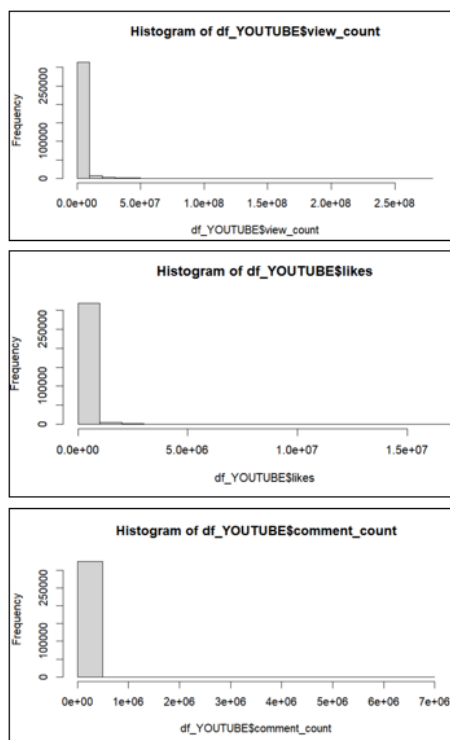 Histogram of df_YOUTUBE$view_count
Frequency
0 100000 250000
0.0e+00 5.0e+07 1.0e+08 1.5e+08 2.0e+08 2.5e+08
df_YOUTUBE$view_count
Histogram of df_YOUTUBE$likes
Frequency
0 100000 250000
0.0e+00 5.0e+06 1.0e+07 1.5e+07
df_YOUTUBE$likes
Histogram of df_YOUTUBE$comment_count
Frequency
0 100000 250000
0e+00 1e+06 2e+06 3e+06 4e+06 5e+06 6e+06 7e+06
df_YOUTUBE$comment_count